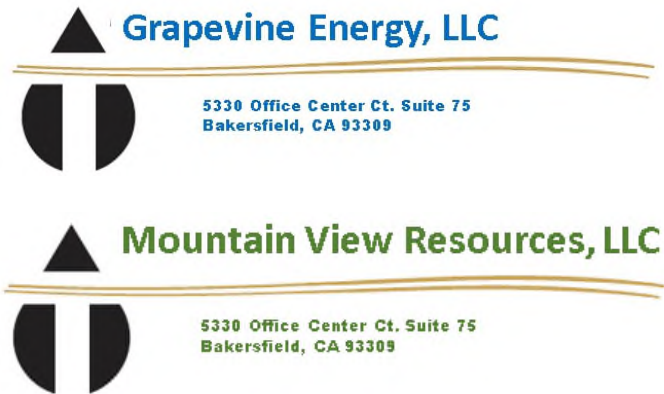 Grapevine Energy, LLC
5330 Office Center Ct. Suite 75
Bakersfield, CA 93309
Mountain View Resources, LLC
5330 Office Center Ct. Suite 75
Bakersfield, CA 93309